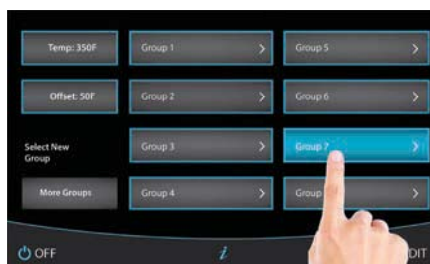 Temp: 350F
Group 1
Group 5
Offset: 50F
Group 2
Group 6
Select New
Group
Group 3
Group 7
More Groups
Group 4
Group
OFF
i
DIT